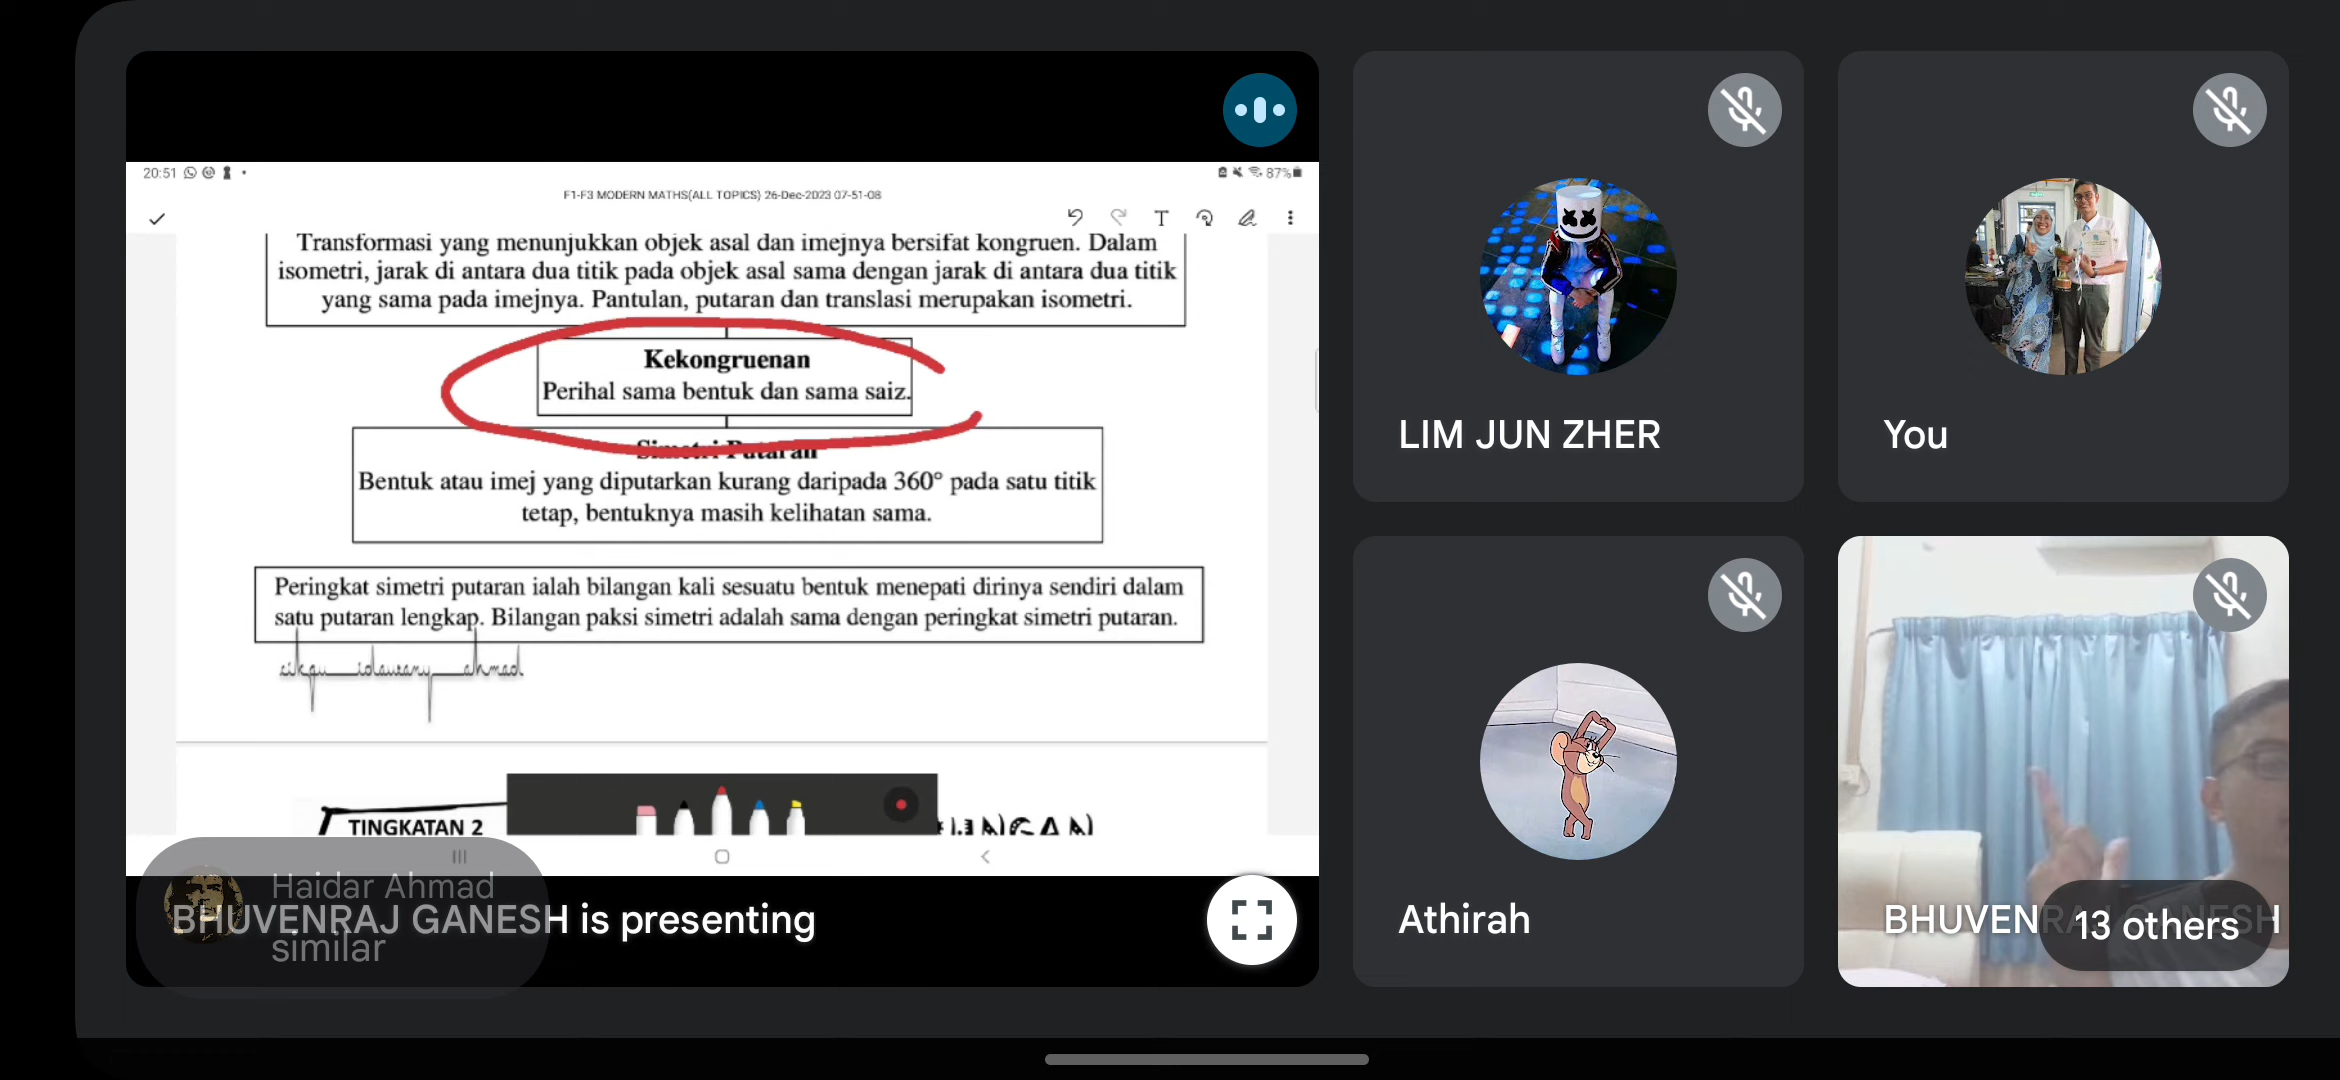 20:51
87%
F1-F3 MODERN MATHS(ALL TOPICS) 26-Dec-2023 07-51-08
T
Transformasi yang menunjukkan objek asal dan imejnya bersifat kongruen. Dalam
isometri, jarak di antara dua titik pada objek asal sama dengan jarak di antara dua titik
yang sama pada imejnya. Pantulan, putaran dan translasi merupakan isometri.
Kekongruenan
Perihal sama bentuk dan sama saiz.
Simetri Putaran
Bentuk atau imej yang diputarkan kurang daripada 360° pada satu titik
tetap, bentuknya masih kelihatan sama.
Peringkat simetri putaran ialah bilangan kali sesuatu bentuk menepati dirinya sendiri dalam
satu putaran lengkap. Bilangan paksi simetri adalah sama dengan peringkat simetri putaran.
cikgu idawany ahmad
TINGKATAN 2
Haidar Ahmad
similar
BHUVENRAJ GANESH is presenting
LIM JUN ZHER
You
Athirah
BHUVENRAJ GANESH
13 others